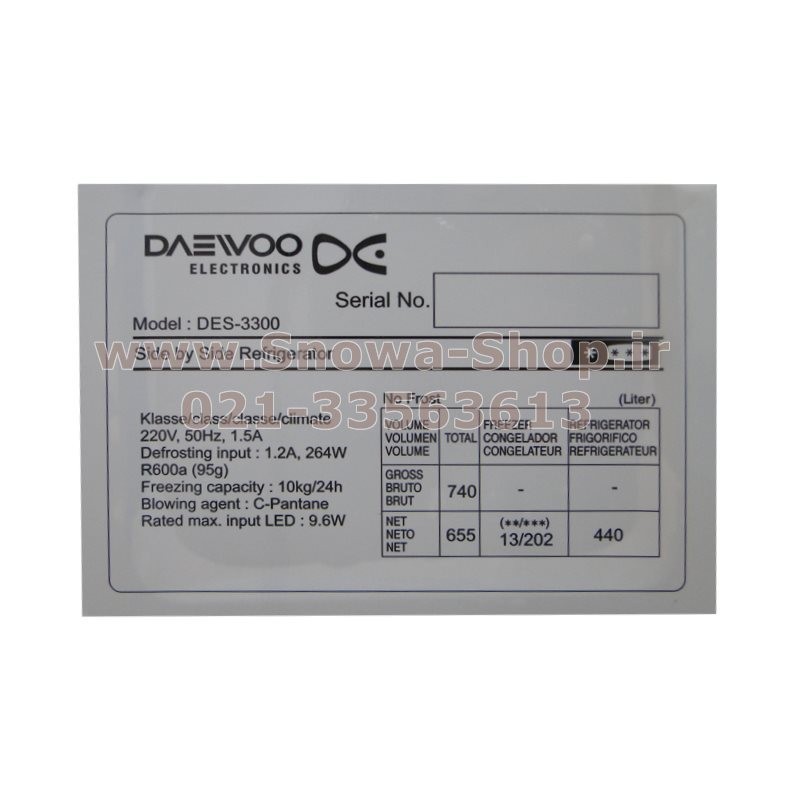 DAEWOO
ELECTRONICS
Serial No.
Model : DES-3300
Side by Side Refrigerator
www.Snowa-Shop.ir
021-33563613
Klasse/class/classe/climate
220V, 50Hz, 1.5A
Defrosting input : 1.2A, 264W
R600a (95g)
Freezing capacity : 10kg/24h
Blowing agent : C-Pantane
Rated max. input LED : 9.6W
No Frost (Liter)
VOLUME FREEZER REFRIGERATOR
VOLUMEN TOTAL CONGELADOR FRIGORIFICO
VOLUME CONGELATEUR REFRIGERATEUR
GROSS
BRUTO 740 - -
BRUT
NET (**/***)
NETO 655 13/202 440
NET